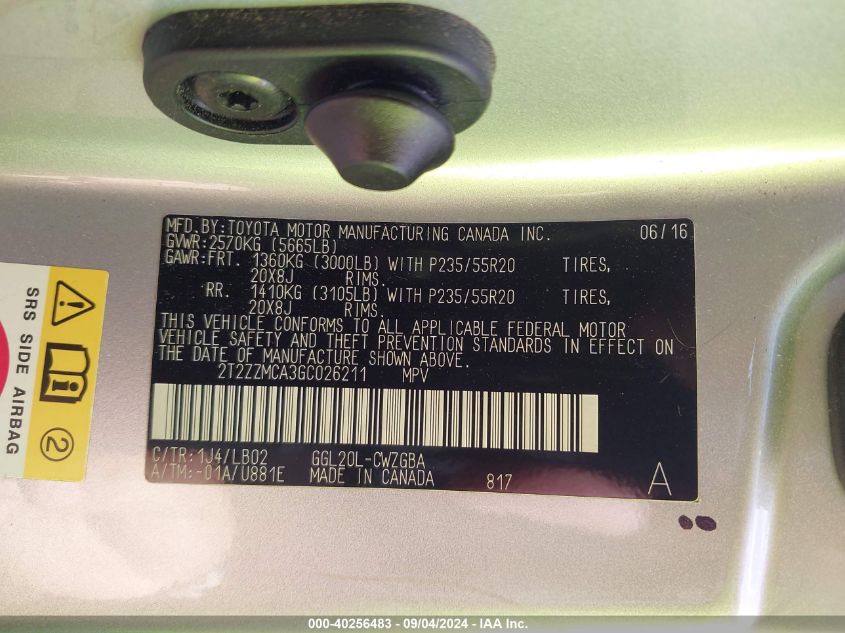 MFD.BY:TOYOTA MOTOR MANUFACTURING CANADA INC. 06/16
GVWR:2570KG (5665LB)
GAWR:FRT. 1360KG (3000LB) WITH P235/55R20 TIRES,
20X8J RIMS.
RR. 1410KG (3105LB) WITH P235/55R20 TIRES,
20X8J RIMS.
THIS VEHICLE CONFORMS TO ALL APPLICABLE FEDERAL MOTOR
VEHICLE SAFETY AND THEFT PREVENTION STANDARDS IN EFFECT ON
THE DATE OF MANUFACTURE SHOWN ABOVE.
2T2ZZMCA3GC026211 MPV
C/TR:1J4/LB02 GGL20L-CWZGBA
A/TM:-01A/U881E MADE IN CANADA 817 A
SRS SIDE AIRBAG
2
000-40256483 - 09/04/2024 - IAA Inc.